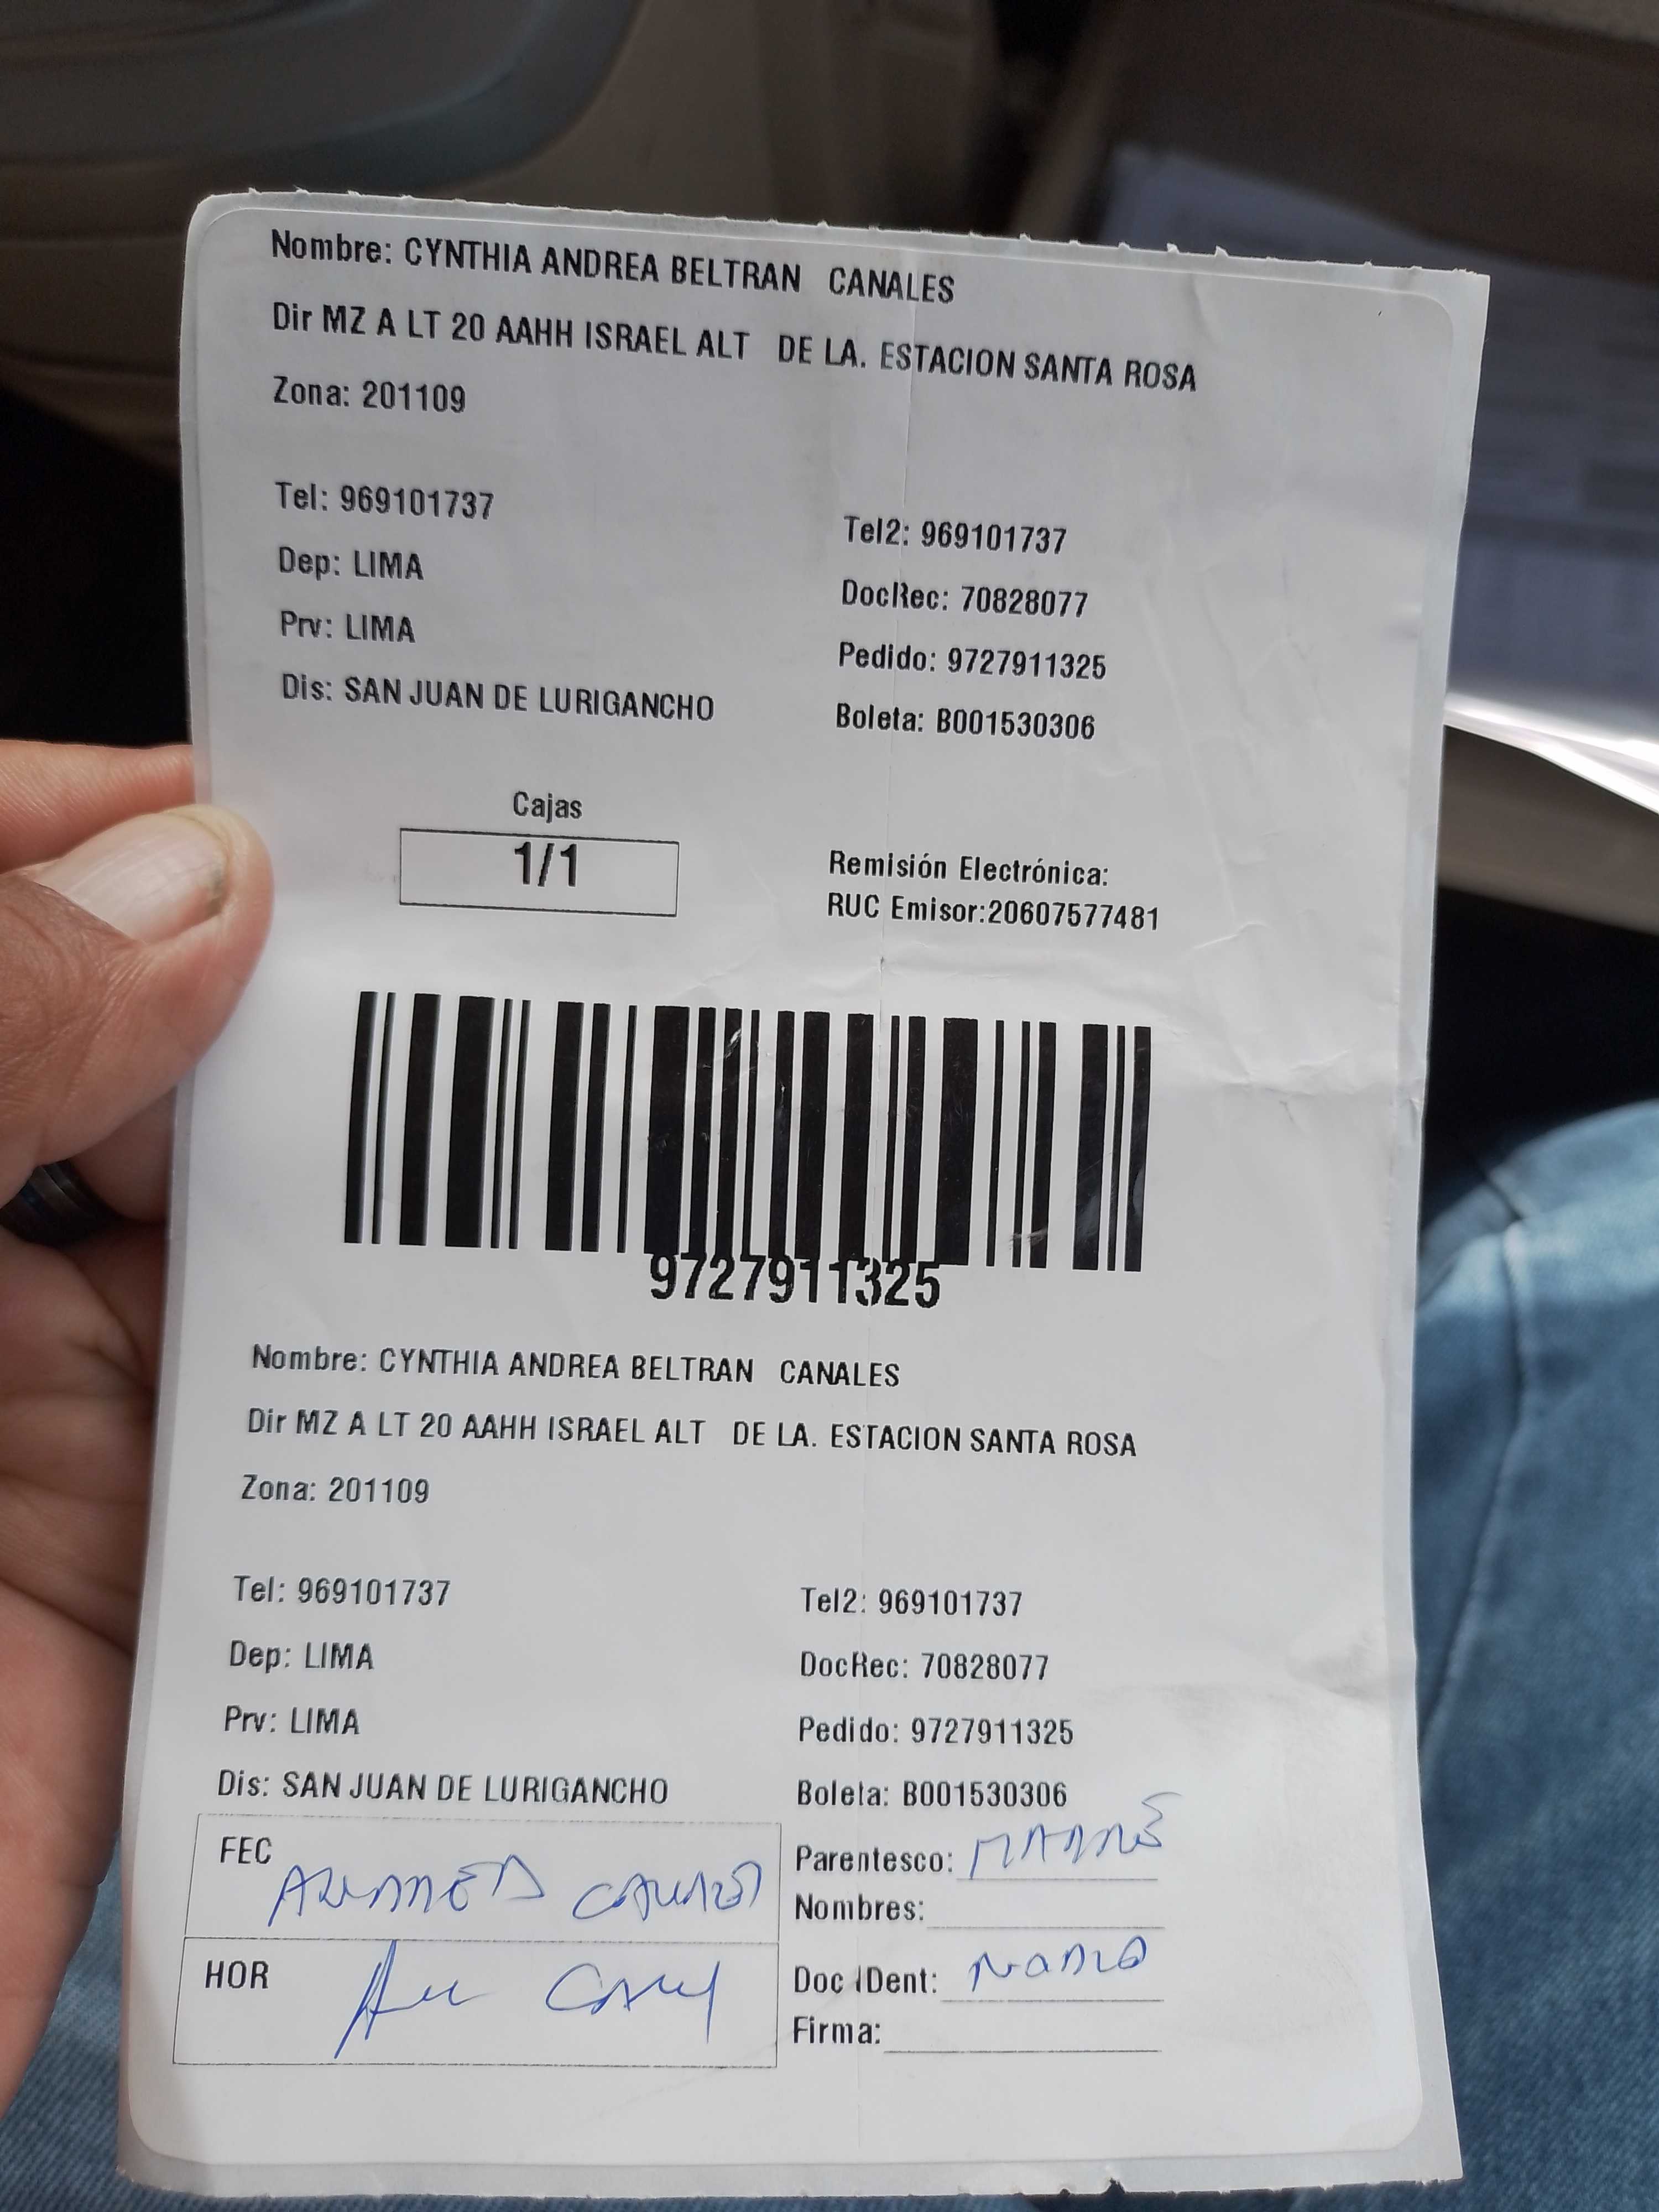 Nombre: CYNTHIA ANDREA BELTRAN CANALES
Dir MZ A LT 20 AAHH ISRAEL ALT DE LA. ESTACION SANTA ROSA
Zona: 201109
Tel: 969101737
Tel2: 969101737
Dep: LIMA
DocRec: 70828077
Prv: LIMA
Pedido: 9727911325
Dis: SAN JUAN DE LURIGANCHO
Boleta: B001530306
Cajas
1/1
Remisión Electrónica:
RUC Emisor:20607577481
9727911325
Nombre: CYNTHIA ANDREA BELTRAN CANALES
Dir MZ A LT 20 AAHH ISRAEL ALT DE LA. ESTACION SANTA ROSA
Zona: 201109
Tel: 969101737
Tel2: 969101737
Dep: LIMA
DocRec: 70828077
Prv: LIMA
Pedido: 9727911325
Dis: SAN JUAN DE LURIGANCHO
Boleta: B001530306
FEC
Parentesco:
Nombres:
HOR
Doc IDent:
Firma: